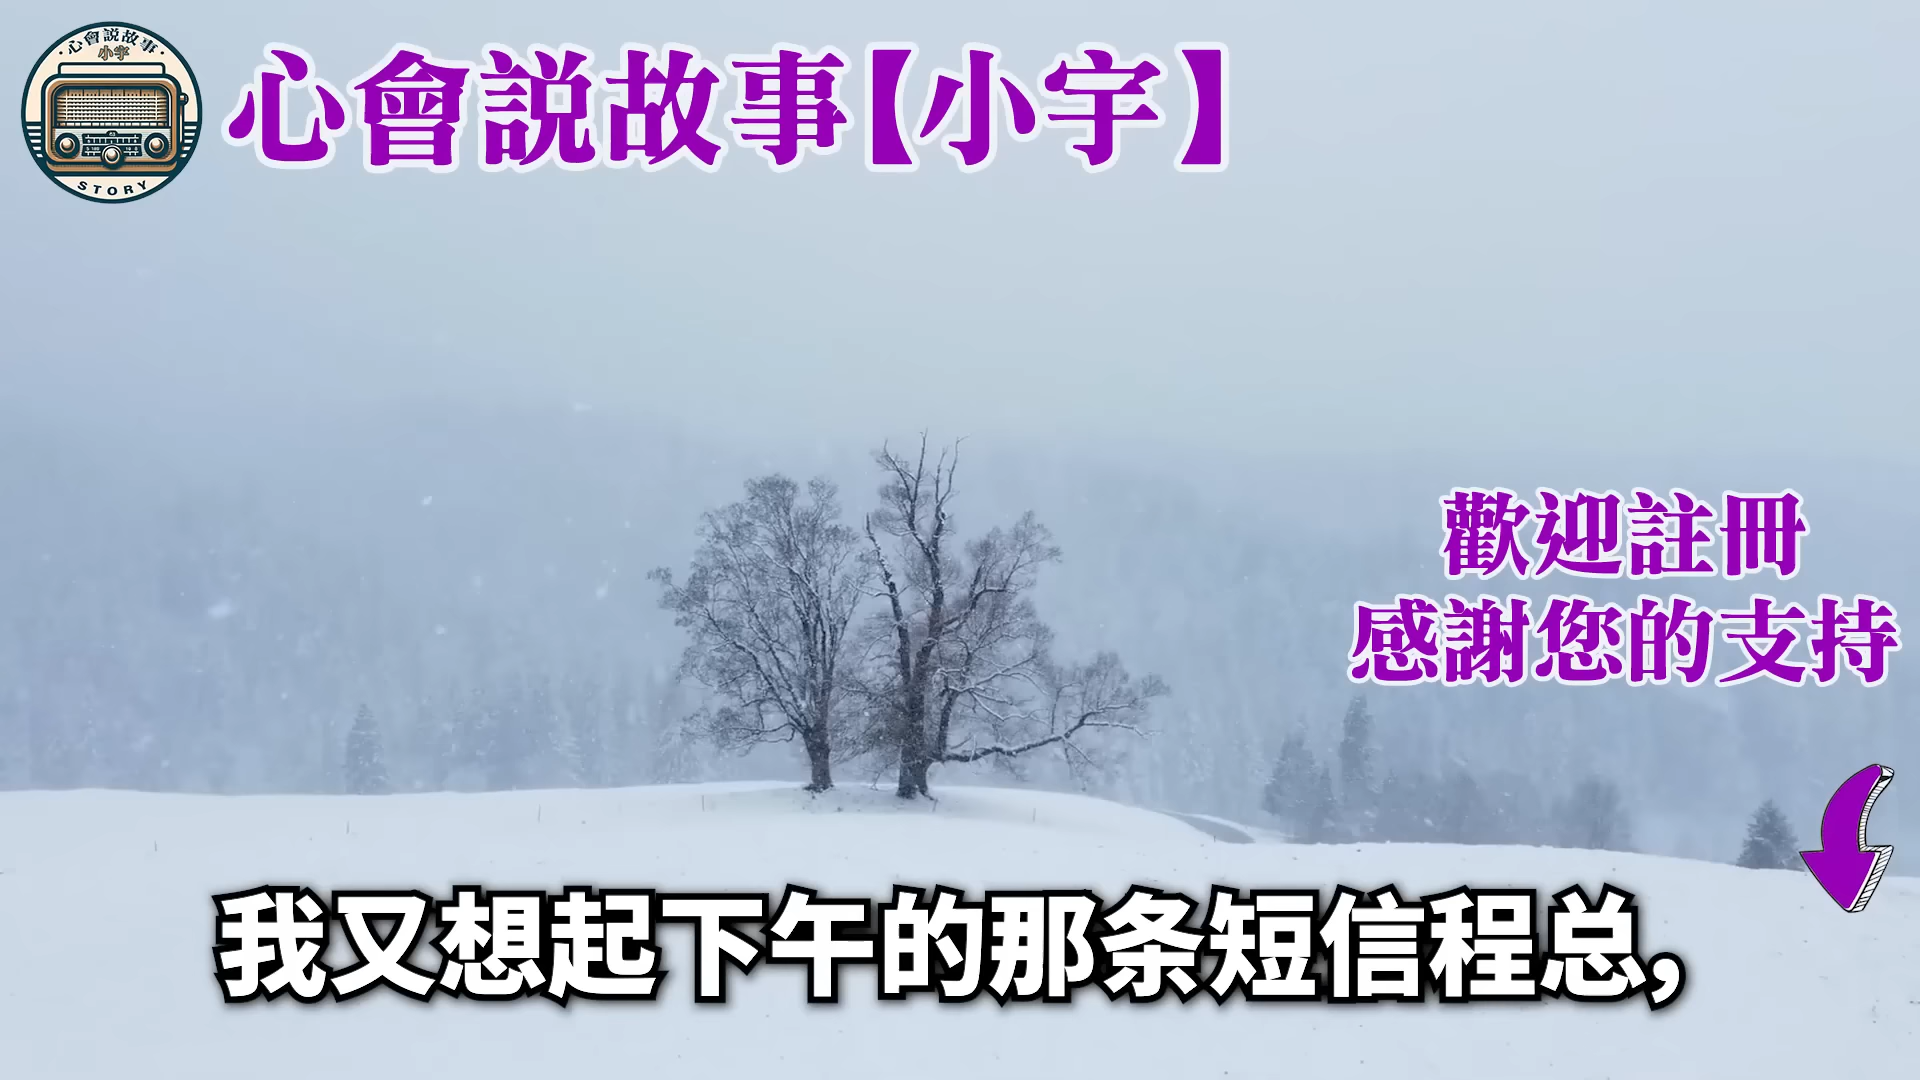 ·心會説故事·
小宇
STORY
心會説故事【小宇】
歡迎註冊
感謝您的支持
我又想起下午的那条短信程总,